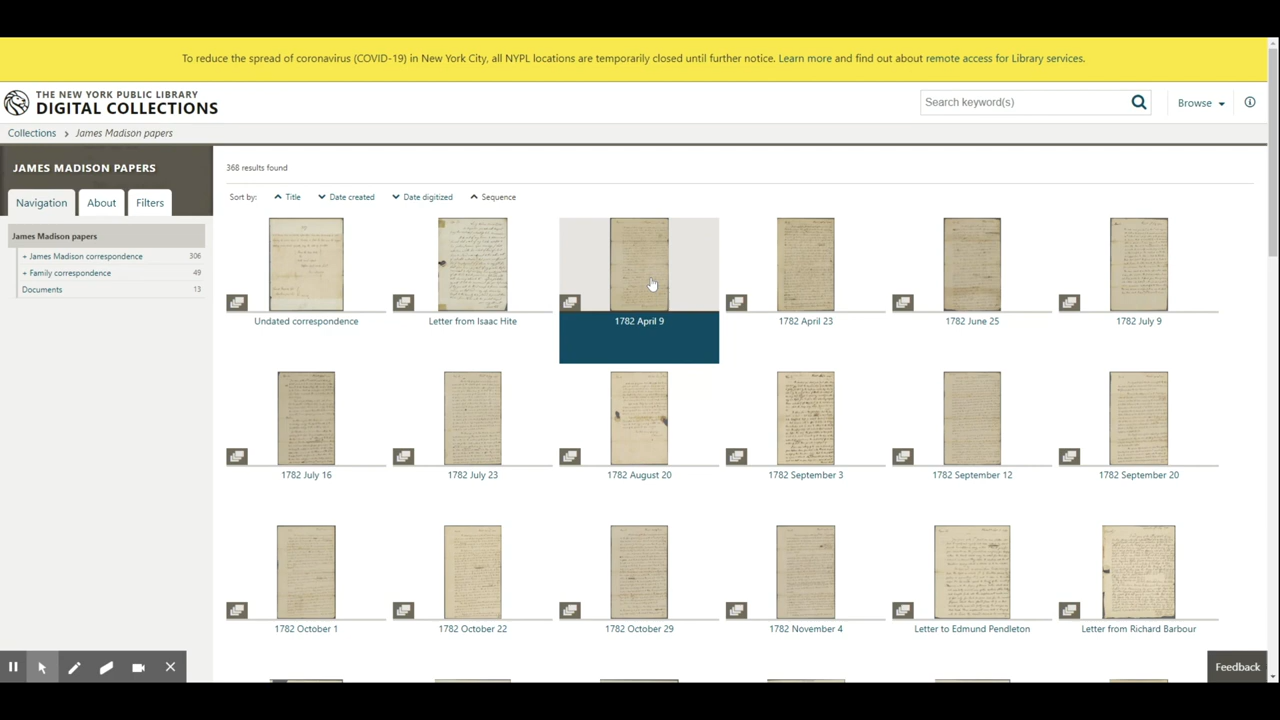 To reduce the spread of coronavirus (COVID-19) in New York City, all NYPL locations are temporarily closed until further notice. Learn more and find out about remote access for Library services.
THE NEW YORK PUBLIC LIBRARY
DIGITAL COLLECTIONS
Search keyword(s)
Browse
Collections > James Madison papers
JAMES MADISON PAPERS
Navigation About Filters
James Madison papers
+ James Madison correspondence 306
+ Family correspondence 49
Documents 13
368 results found
Sort by: Title Date created Date digitized Sequence
Undated correspondence
Letter from Isaac Hite
1782 April 9
1782 April 23
1782 June 25
1782 July 9
1782 July 16
1782 July 23
1782 August 20
1782 September 3
1782 September 12
1782 September 20
1782 October 1
1782 October 22
1782 October 29
1782 November 4
Letter to Edmund Pendleton
Letter from Richard Barbour
Feedback